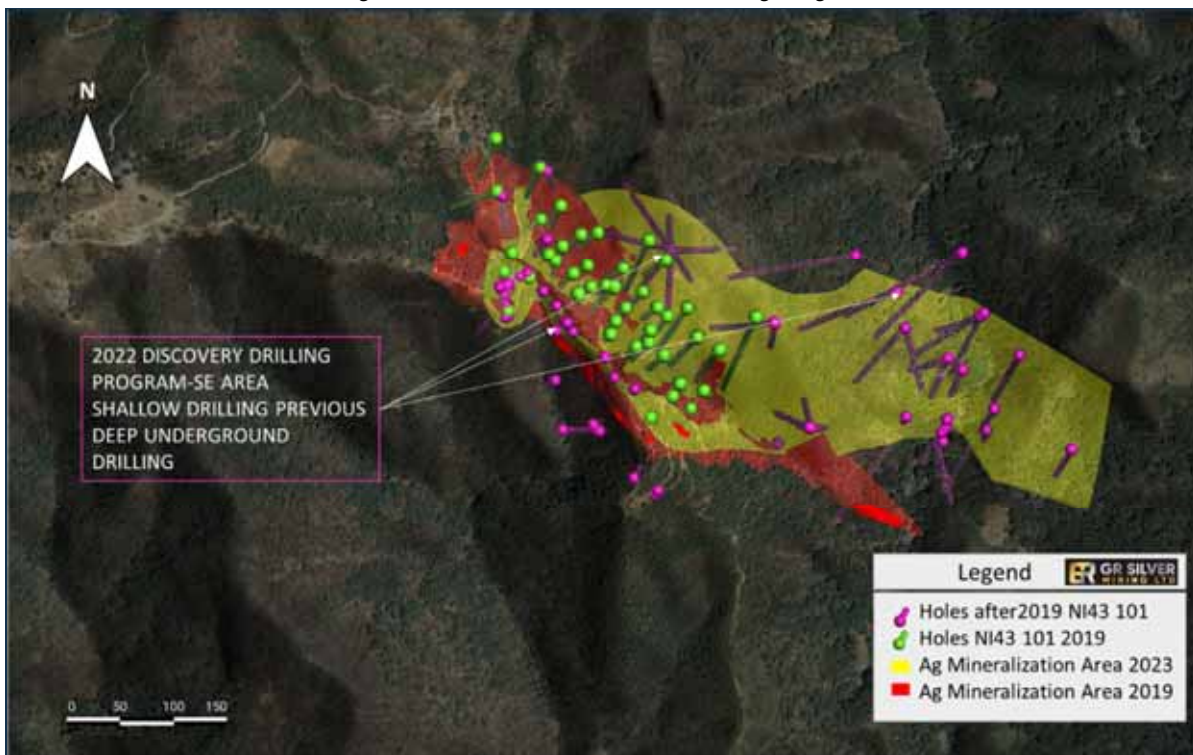 N
2022 DISCOVERY DRILLING
PROGRAM-SE AREA
SHALLOW DRILLING PREVIOUS
DEEP UNDERGROUND
DRILLING
Legend
GR SILVER
MINING LTD
Holes after2019 NI43 101
Holes NI43 101 2019
Ag Mineralization Area 2023
Ag Mineralization Area 2019
0 50 100 150